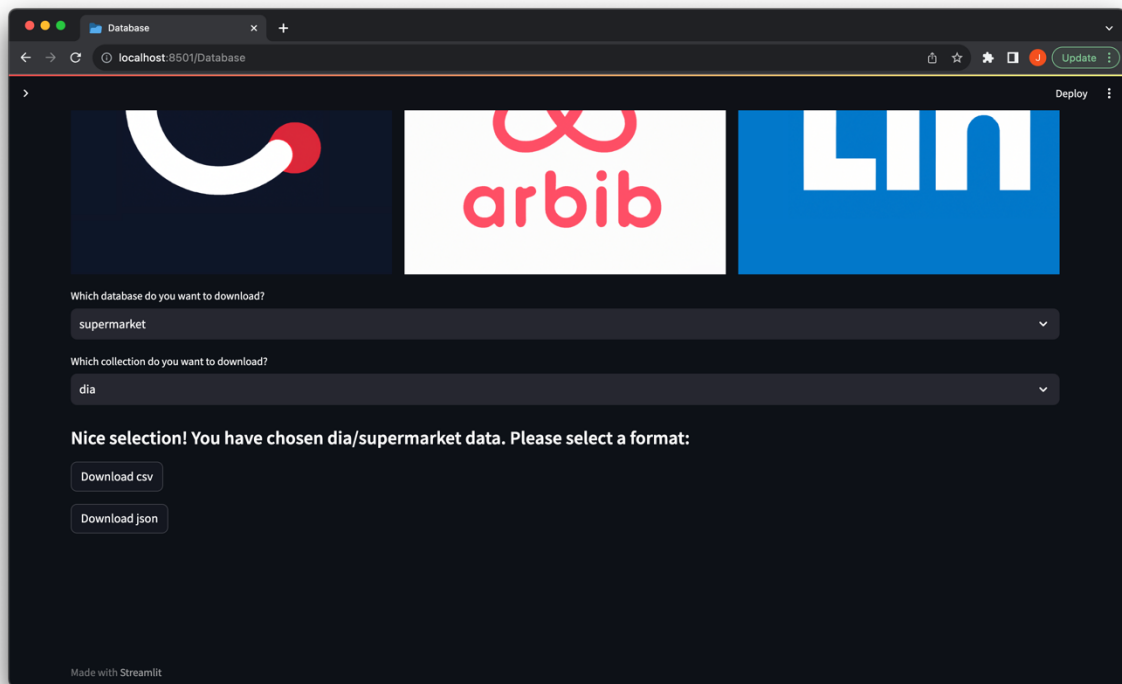 Database
localhost:8501/Database
J
Update
Deploy
arbib
Lin
Which database do you want to download?
supermarket
Which collection do you want to download?
dia
Nice selection! You have chosen dia/supermarket data. Please select a format:
Download csv
Download json
Made with Streamlit